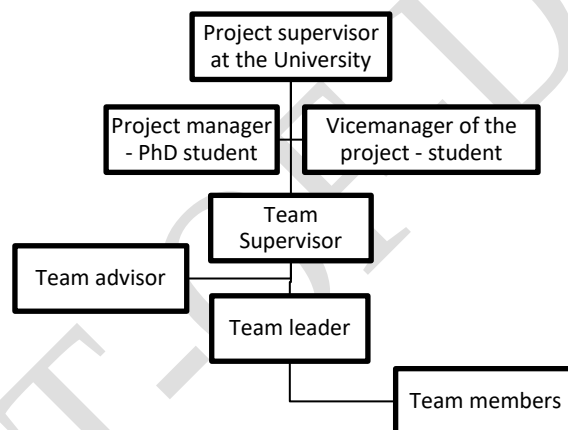 Project supervisor
at the University
Project manager
- PhD student
Vicemanager of the
project - student
Team
Supervisor
Team advisor
Team leader
Team members